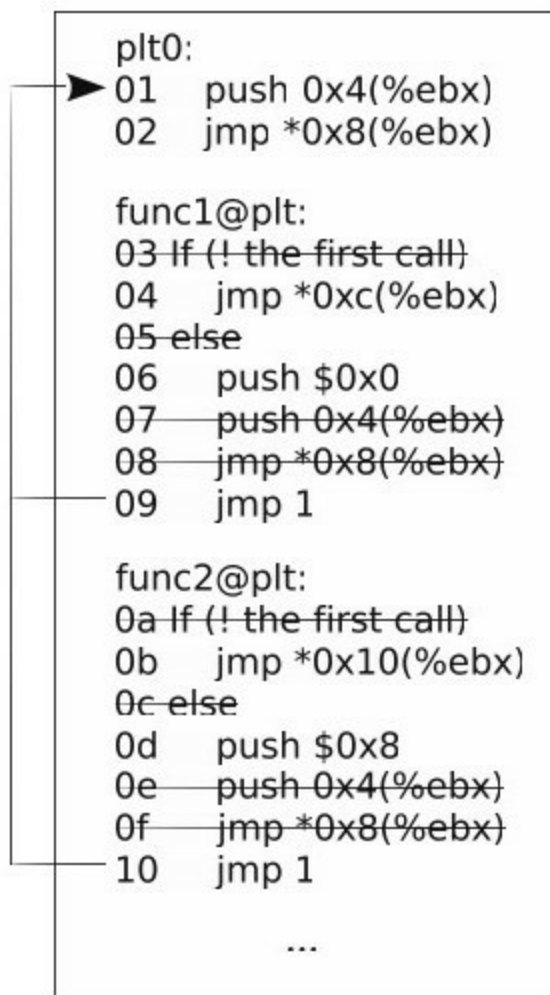 plt0:
01 push 0x4(%ebx)
02 jmp *0x8(%ebx)
func1@plt:
03 If (! the first call)
04 jmp *0xc(%ebx)
05 else
06 push $0x0
07 push 0x4(%ebx)
08 jmp *0x8(%ebx)
09 jmp 1
func2@plt:
0a If (! the first call)
0b jmp *0x10(%ebx)
0c else
0d push $0x8
0e push 0x4(%ebx)
0f jmp *0x8(%ebx)
10 jmp 1
...